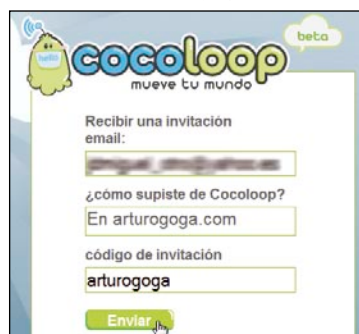 beta
hello
cocoloop
mueve tu mundo
Recibir una invitación
email:
¿cómo supiste de Cocoloop?
En arturogoga.com
código de invitación
arturogoga
Enviar